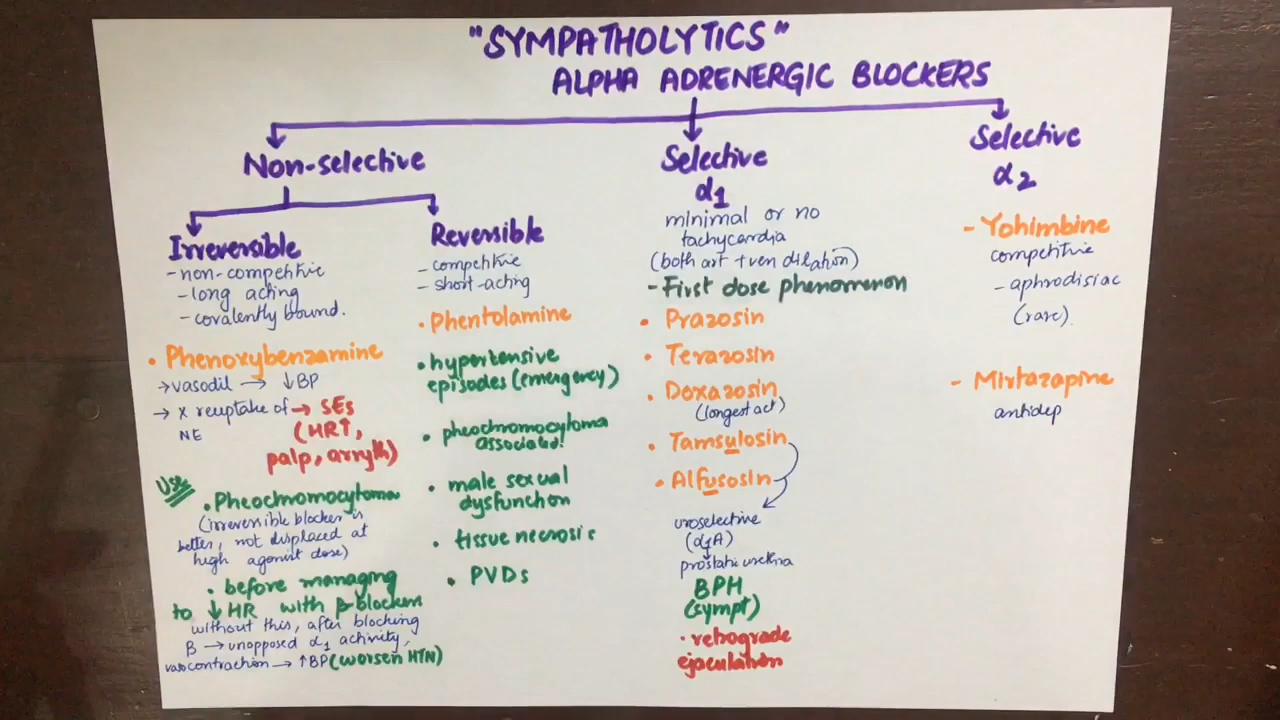 "SYMPATHOLYTICS"
ALPHA ADRENERGIC BLOCKERS
Non-selective
Irreversible
- non-competitive
- long acting
- covalently bound.
• Phenoxybenzamine
→ vasodil → ↓BP
→ X reuptake of → SEs
NE
(HR↑,
palp, arryth)
Use
• Pheochromocytoma
(irreversible blocker is
better, not displaced at
high agonist dose)
• before managing
to ↓HR with β-blockers
without this, after blocking
β → unopposed α1 activity,
vasocontraction → ↑BP (worsen HTN)
Reversible
- competitive
- short-acting
• Phentolamine
• hypertensive
episodes (emergency)
• pheochromocytoma
associated!
• male sexual
dysfunction
• tissue necrosis
• PVDs
Selective
α1
minimal or no
tachycardia
(both art + ven dilation)
- First dose phenomenon
• Prazosin
• Terazosin
• Doxazosin
(longest act)
• Tamsulosin
• Alfusosin
uroselective
(α1A)
prostatic urethra
BPH
(sympt)
• retrograde
ejaculation
Selective
α2
- Yohimbine
competitive
- aphrodisiac
(rare)
- Mirtazapine
antidep